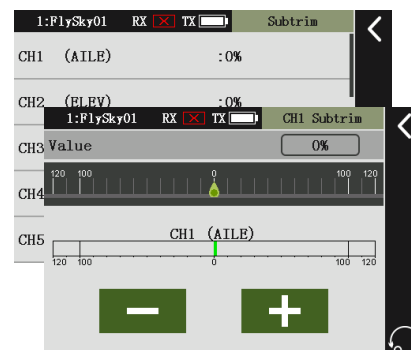 1:FlySky01 RX TX Subtrim
CH1 (AILE) :0%
CH2 (ELEV) :0%
1:FlySky01 RX TX CH1 Subtrim
CH3
Value 0%
120 100 0 100 120
CH4
CH1 (AILE)
CH5
120 100 0 100 120